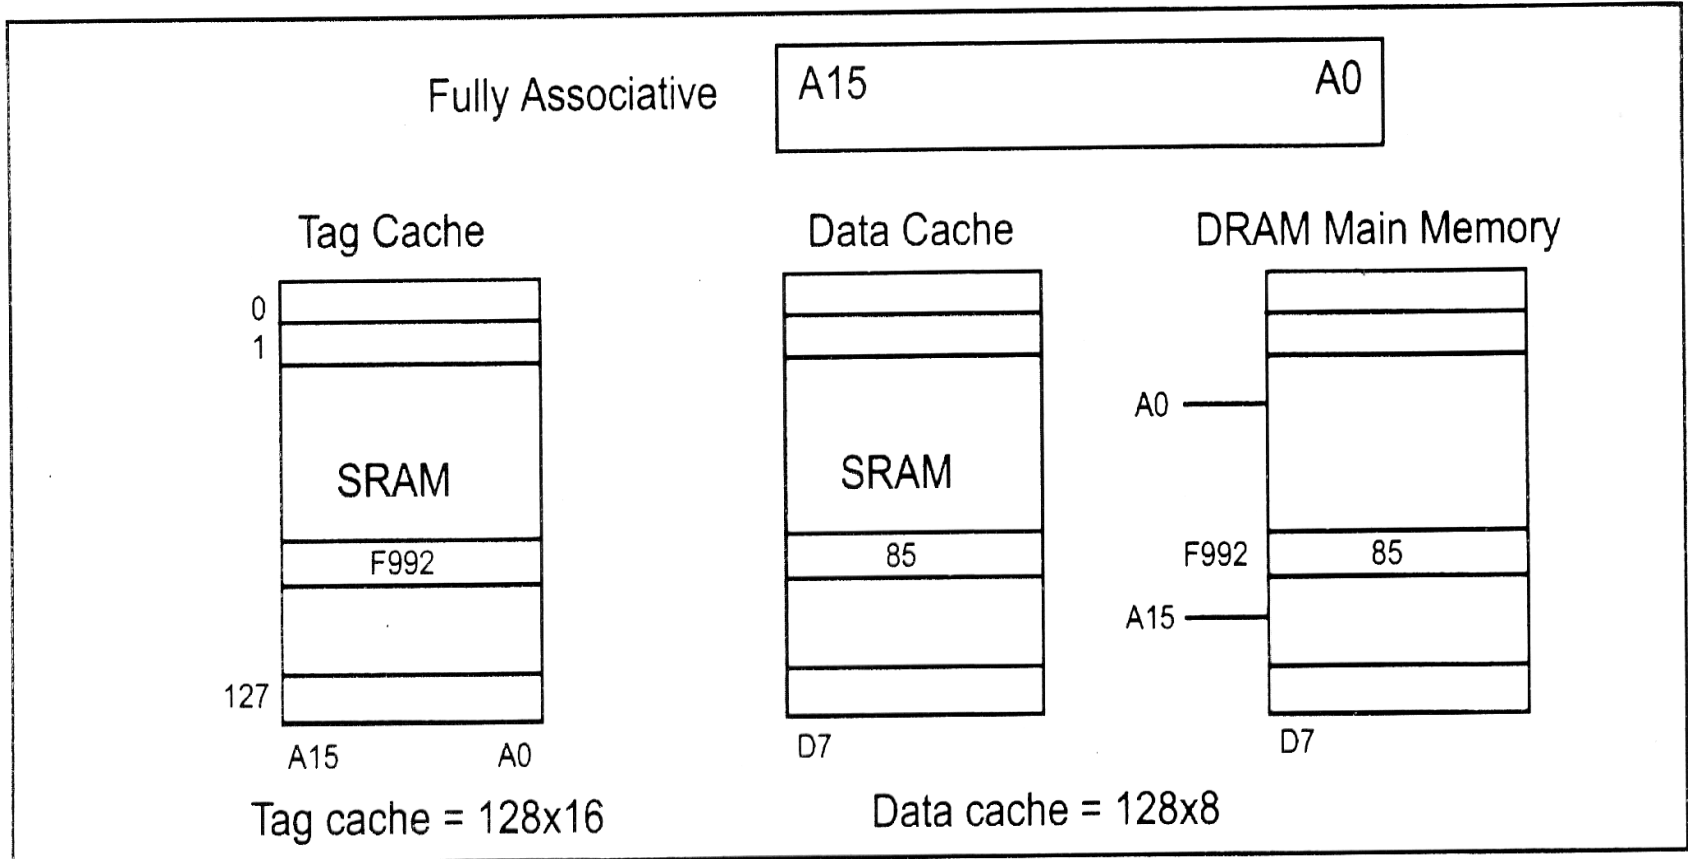 Fully Associative
A15 A0
Tag Cache
Data Cache
DRAM Main Memory
0
1
A0
SRAM
SRAM
F992
85
F992
85
A15
127
A15 A0
D7
D7
Tag cache = 128x16
Data cache = 128x8